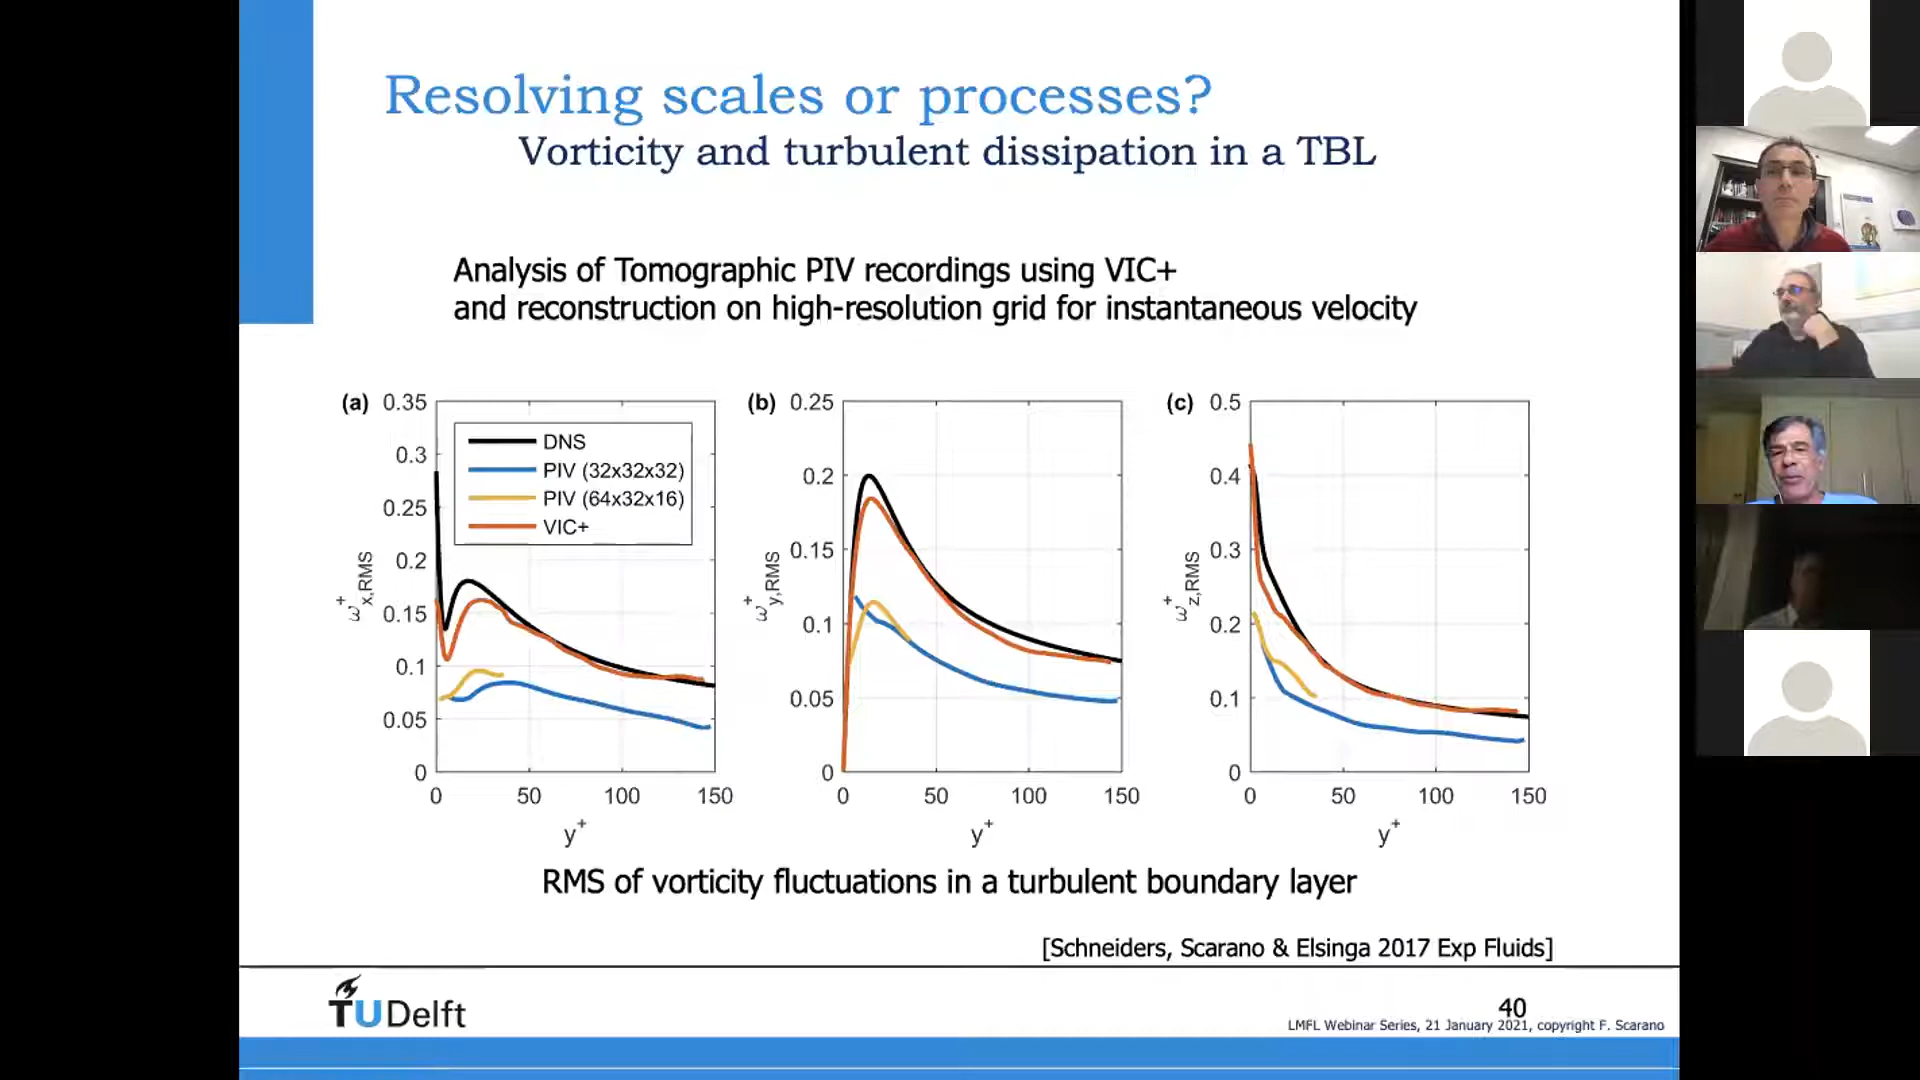 Resolving scales or processes?
Vorticity and turbulent dissipation in a TBL
Analysis of Tomographic PIV recordings using VIC+
and reconstruction on high-resolution grid for instantaneous velocity
(a)
0.35
0.3
0.25
0.2
0.15
0.1
0.05
0
DNS
PIV (32x32x32)
PIV (64x32x16)
VIC+
ω+x,RMS
0 50 100 150
y+
(b)
0.25
0.2
0.15
0.1
0.05
0
ω+y,RMS
0 50 100 150
y+
(c)
0.5
0.4
0.3
0.2
0.1
0
ω+z,RMS
0 50 100 150
y+
RMS of vorticity fluctuations in a turbulent boundary layer
[Schneiders, Scarano & Elsinga 2017 Exp Fluids]
TUDelft
40
LMFL Webinar Series, 21 January 2021, copyright F. Scarano